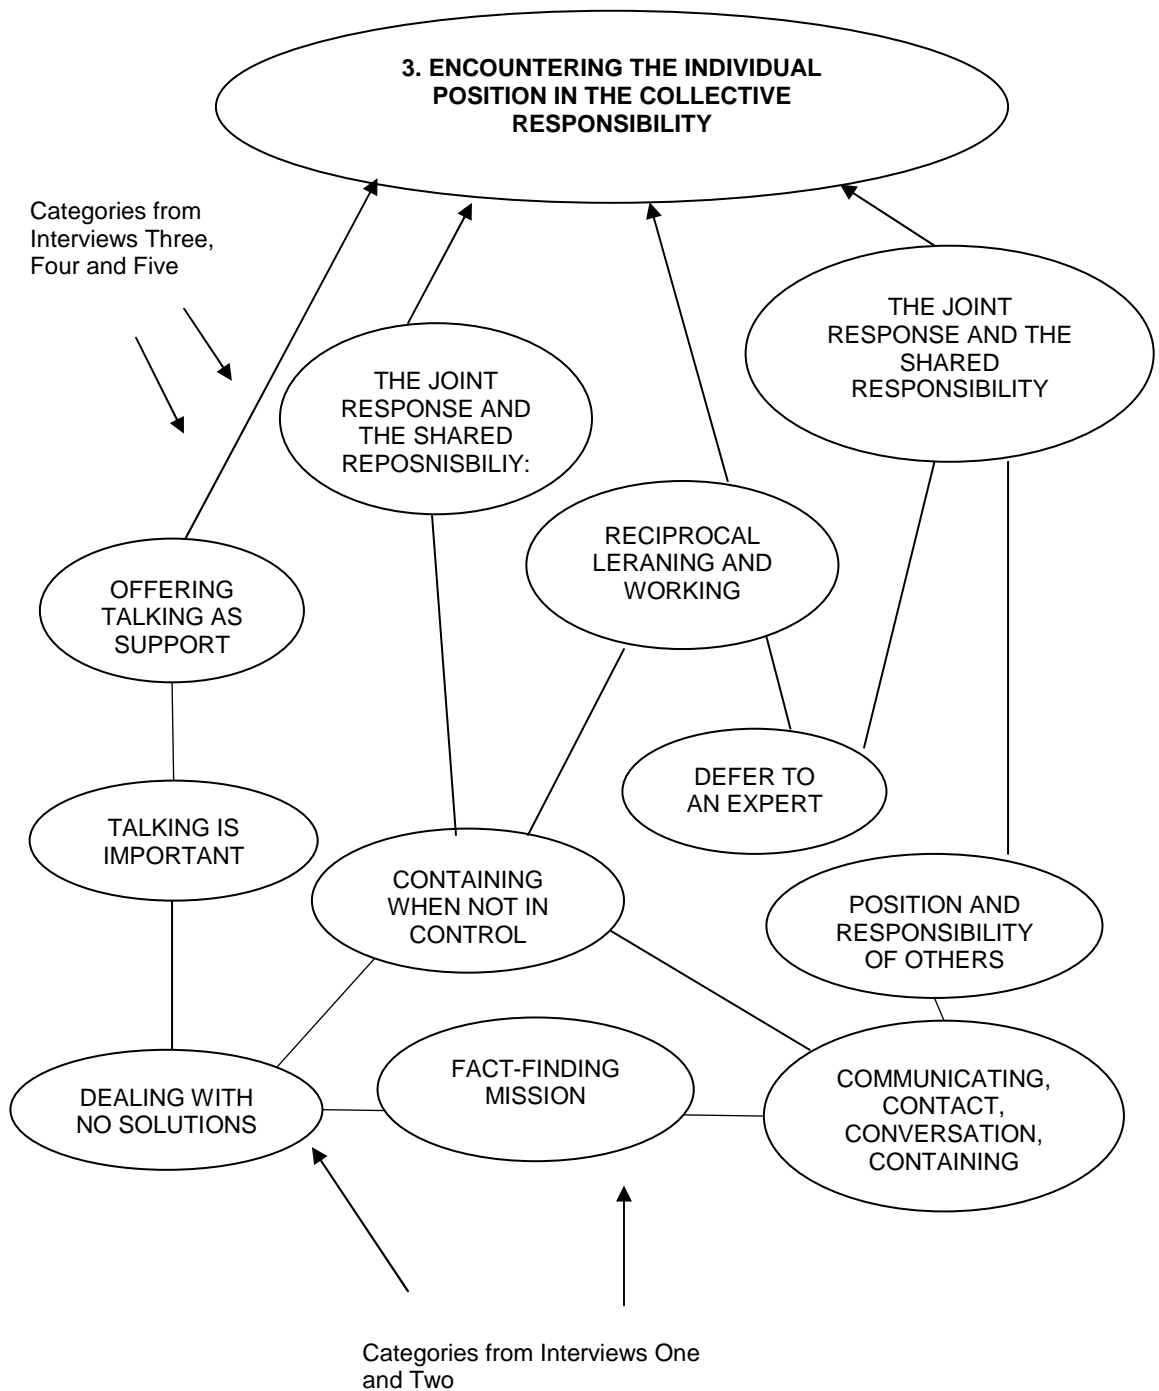 3. ENCOUNTERING THE INDIVIDUAL
POSITION IN THE COLLECTIVE
RESPONSIBILITY
Categories from
Interviews Three,
Four and Five
THE JOINT
RESPONSE AND THE
SHARED
RESPONSIBILITY
THE JOINT
RESPONSE AND
THE SHARED
REPOSNISBILIY:
RECIPROCAL
LERANING AND
WORKING
OFFERING
TALKING AS
SUPPORT
DEFER TO
AN EXPERT
TALKING IS
IMPORTANT
CONTAINING
WHEN NOT IN
CONTROL
POSITION AND
RESPONSIBILITY
OF OTHERS
DEALING WITH
NO SOLUTIONS
FACT-FINDING
MISSION
COMMUNICATING,
CONTACT,
CONVERSATION,
CONTAINING
Categories from Interviews One
and Two